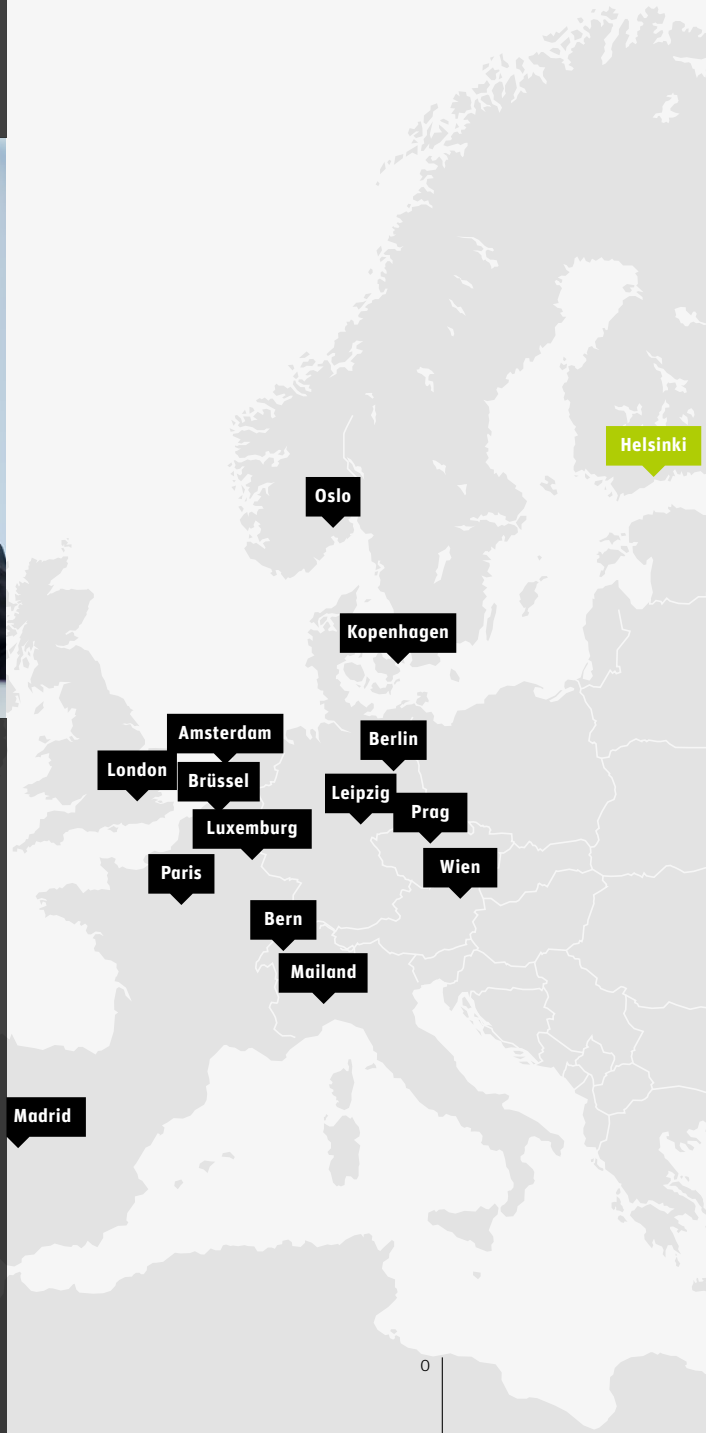 Helsinki
Oslo
Kopenhagen
Amsterdam
Berlin
London
Brüssel
Leipzig
Prag
Luxemburg
Wien
Paris
Bern
Mailand
Madrid
0